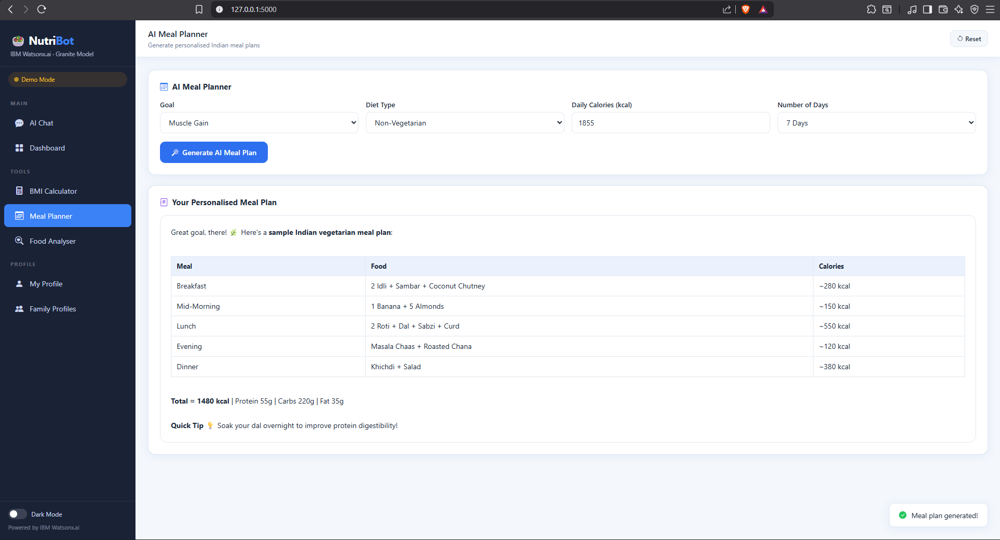 127.0.0.1:5000
NutriBot
IBM Watsonx.ai · Granite Model
Demo Mode
MAIN
AI Chat
Dashboard
TOOLS
BMI Calculator
Meal Planner
Food Analyser
PROFILE
My Profile
Family Profiles
Dark Mode
Powered by IBM Watsonx.ai
AI Meal Planner
Generate personalised Indian meal plans
Reset
AI Meal Planner
Goal Diet Type Daily Calories (kcal) Number of Days
Muscle Gain Non-Vegetarian 1855 7 Days
Generate AI Meal Plan
Your Personalised Meal Plan
Great goal, there! 🌿 Here's a sample Indian vegetarian meal plan:
Meal Food Calories
Breakfast 2 Idli + Sambar + Coconut Chutney ~280 kcal
Mid-Morning 1 Banana + 5 Almonds ~150 kcal
Lunch 2 Roti + Dal + Sabzi + Curd ~550 kcal
Evening Masala Chaas + Roasted Chana ~120 kcal
Dinner Khichdi + Salad ~380 kcal
Total ≈ 1480 kcal | Protein 55g | Carbs 220g | Fat 35g
Quick Tip 💡 Soak your dal overnight to improve protein digestibility!
Meal plan generated!